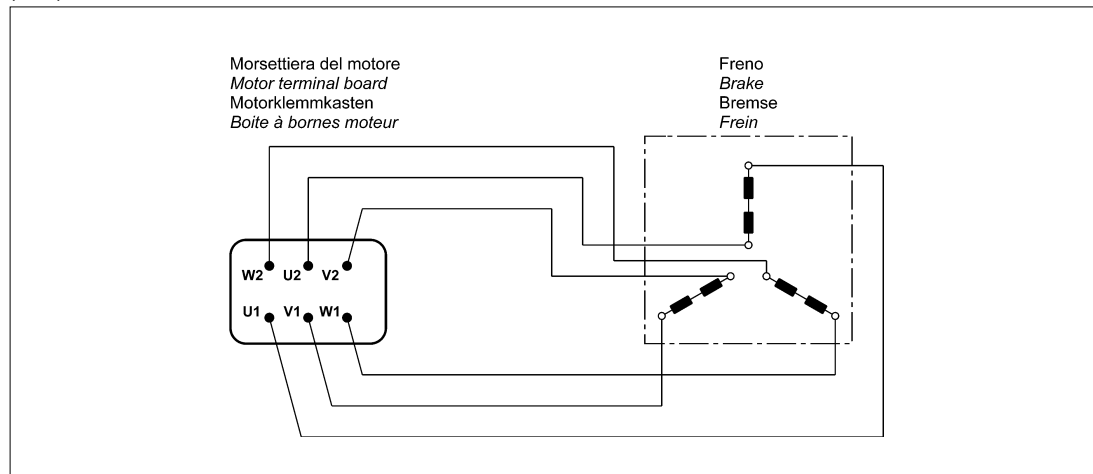 Morsettiera del motore
Motor terminal board
Motorklemmkasten
Boite à bornes moteur
Freno
Brake
Bremse
Frein
W2 U2 V2
U1 V1 W1